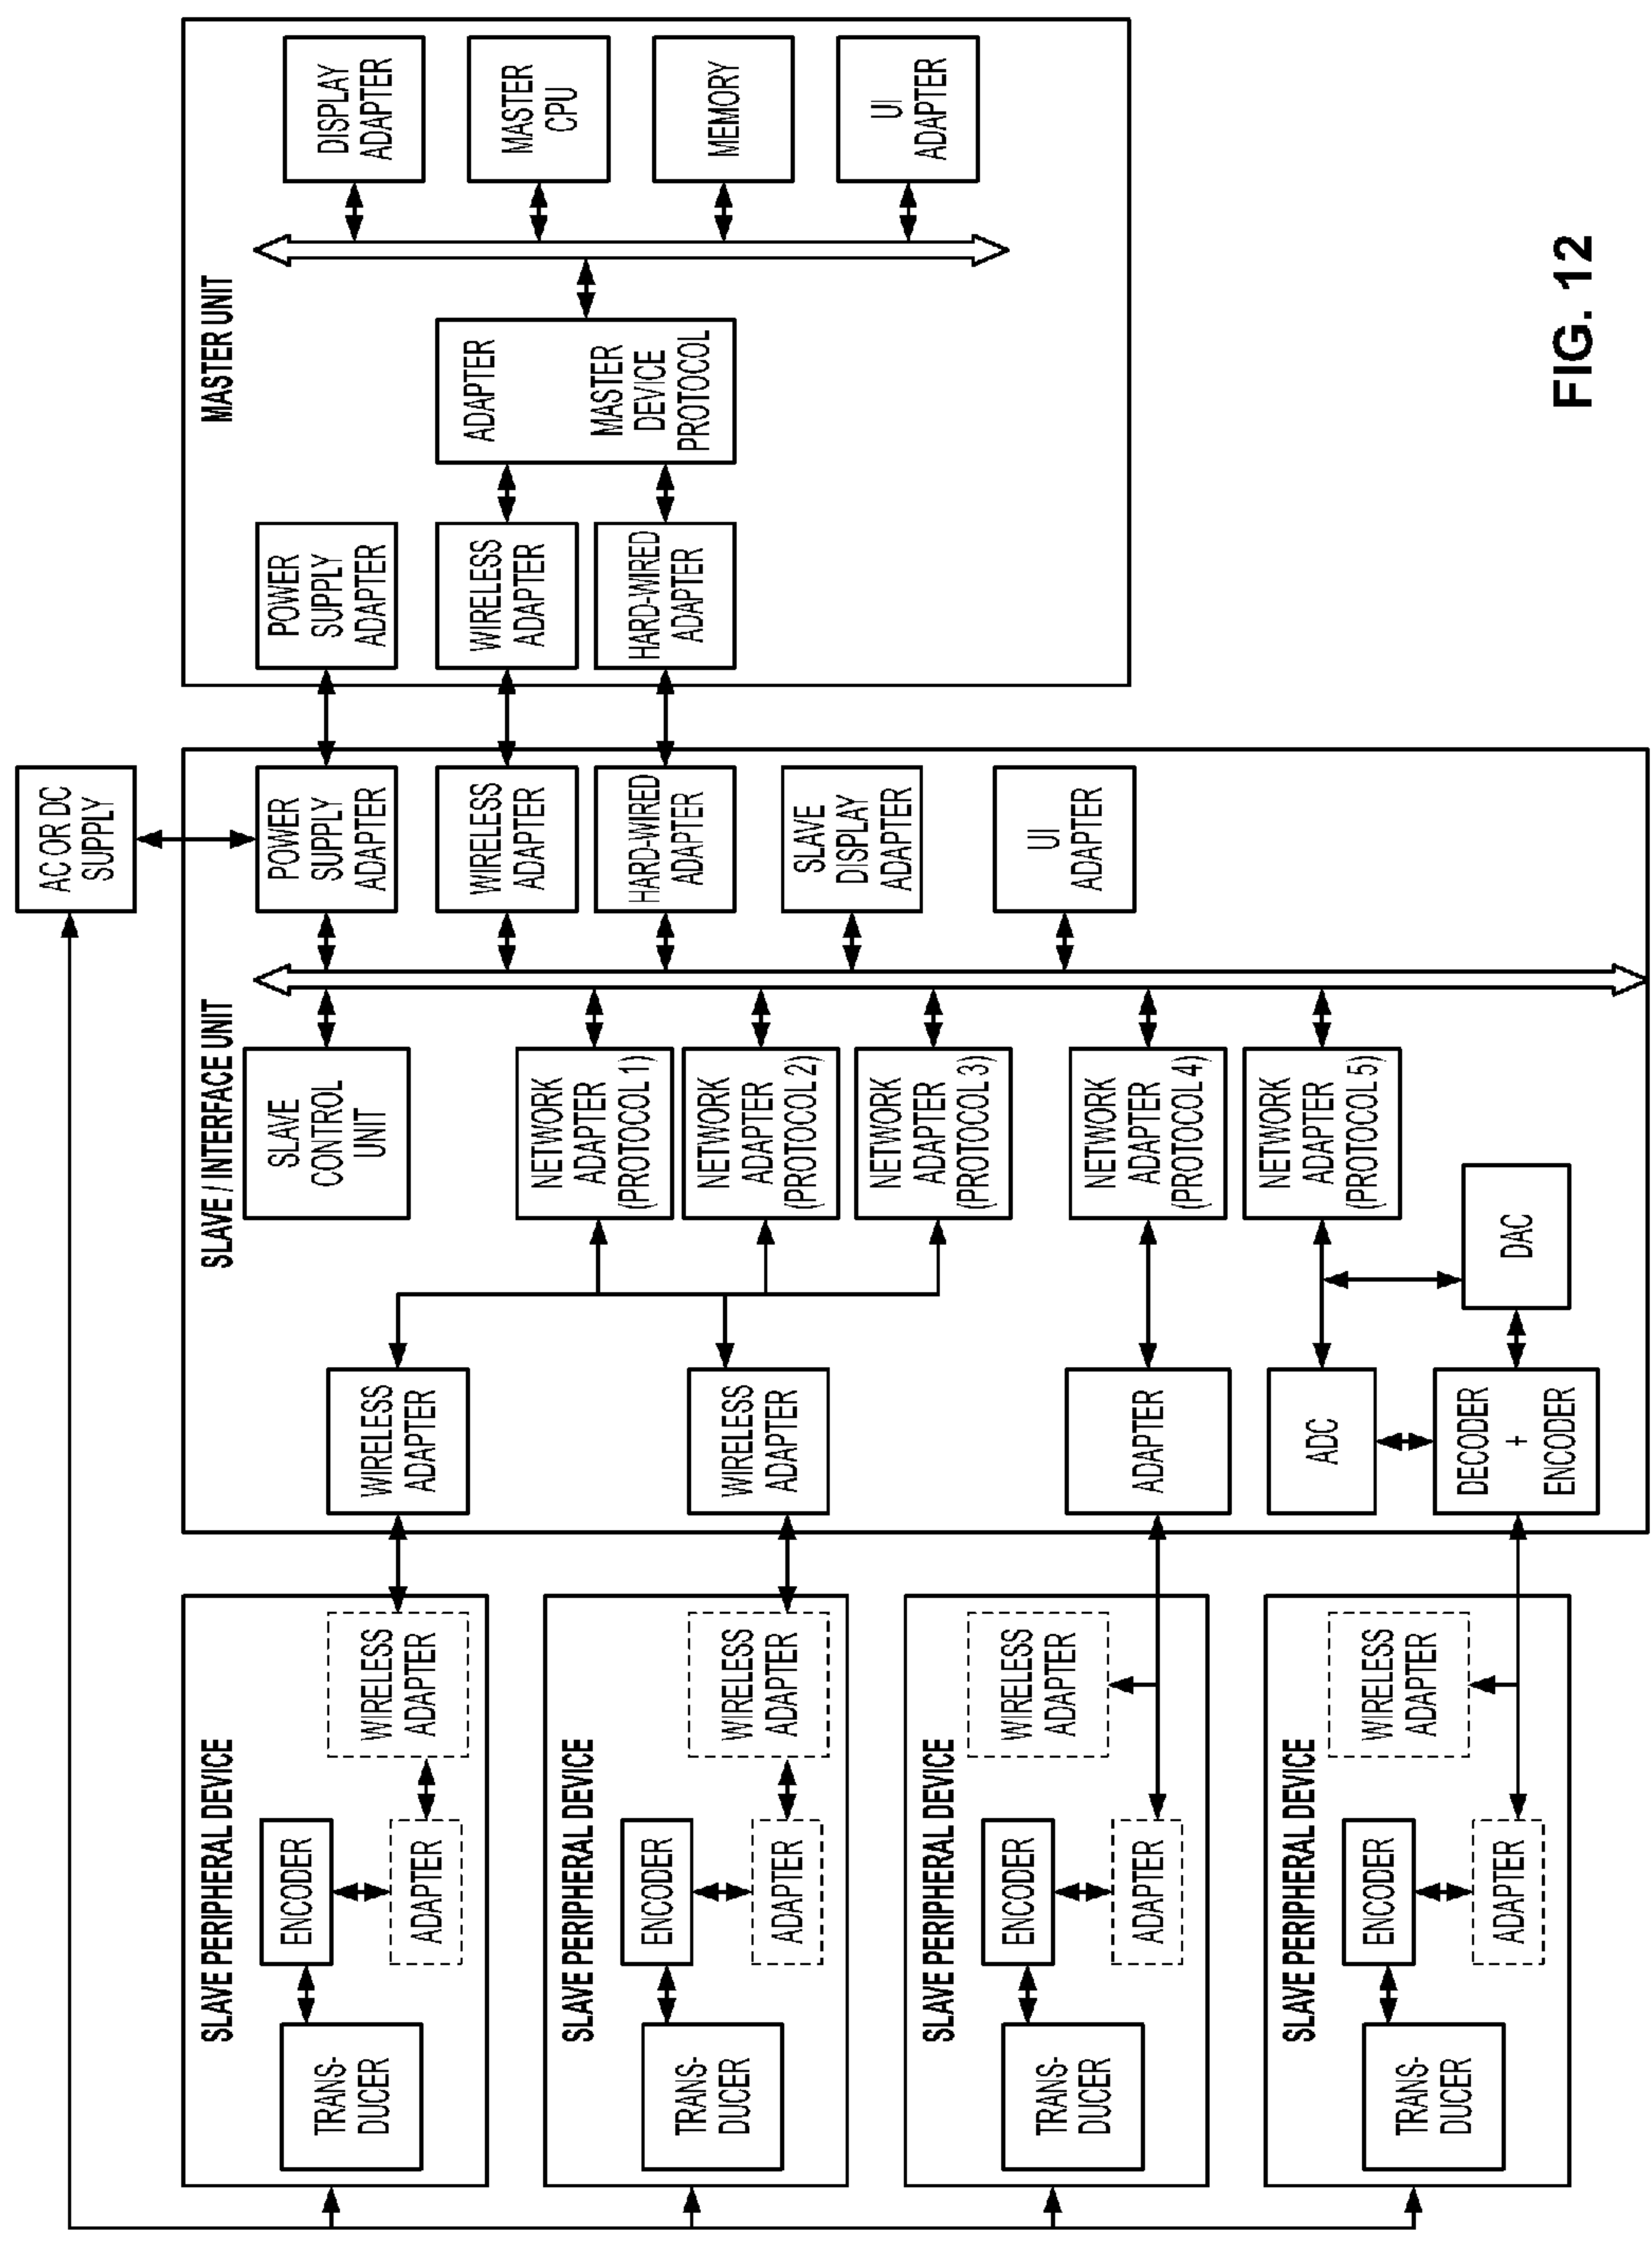 AC OR DC
SUPPLY
SLAVE PERIPHERAL DEVICE
TRANS-
DUCER
ENCODER
ADAPTER
WIRELESS
ADAPTER
SLAVE PERIPHERAL DEVICE
TRANS-
DUCER
ENCODER
ADAPTER
WIRELESS
ADAPTER
SLAVE PERIPHERAL DEVICE
TRANS-
DUCER
ENCODER
ADAPTER
WIRELESS
ADAPTER
SLAVE PERIPHERAL DEVICE
TRANS-
DUCER
ENCODER
ADAPTER
WIRELESS
ADAPTER
SLAVE / INTERFACE UNIT
WIRELESS
ADAPTER
WIRELESS
ADAPTER
ADAPTER
ADC
DECODER
+
ENCODER
DAC
SLAVE
CONTROL
UNIT
NETWORK
ADAPTER
(PROTOCOL 1)
NETWORK
ADAPTER
(PROTOCOL 2)
NETWORK
ADAPTER
(PROTOCOL 3)
NETWORK
ADAPTER
(PROTOCOL 4)
NETWORK
ADAPTER
(PROTOCOL 5)
POWER
SUPPLY
ADAPTER
WIRELESS
ADAPTER
HARD-WIRED
ADAPTER
SLAVE
DISPLAY
ADAPTER
UI
ADAPTER
MASTER UNIT
POWER
SUPPLY
ADAPTER
WIRELESS
ADAPTER
HARD-WIRED
ADAPTER
ADAPTER
MASTER
DEVICE
PROTOCOL
DISPLAY
ADAPTER
MASTER
CPU
MEMORY
UI
ADAPTER
FIG. 12